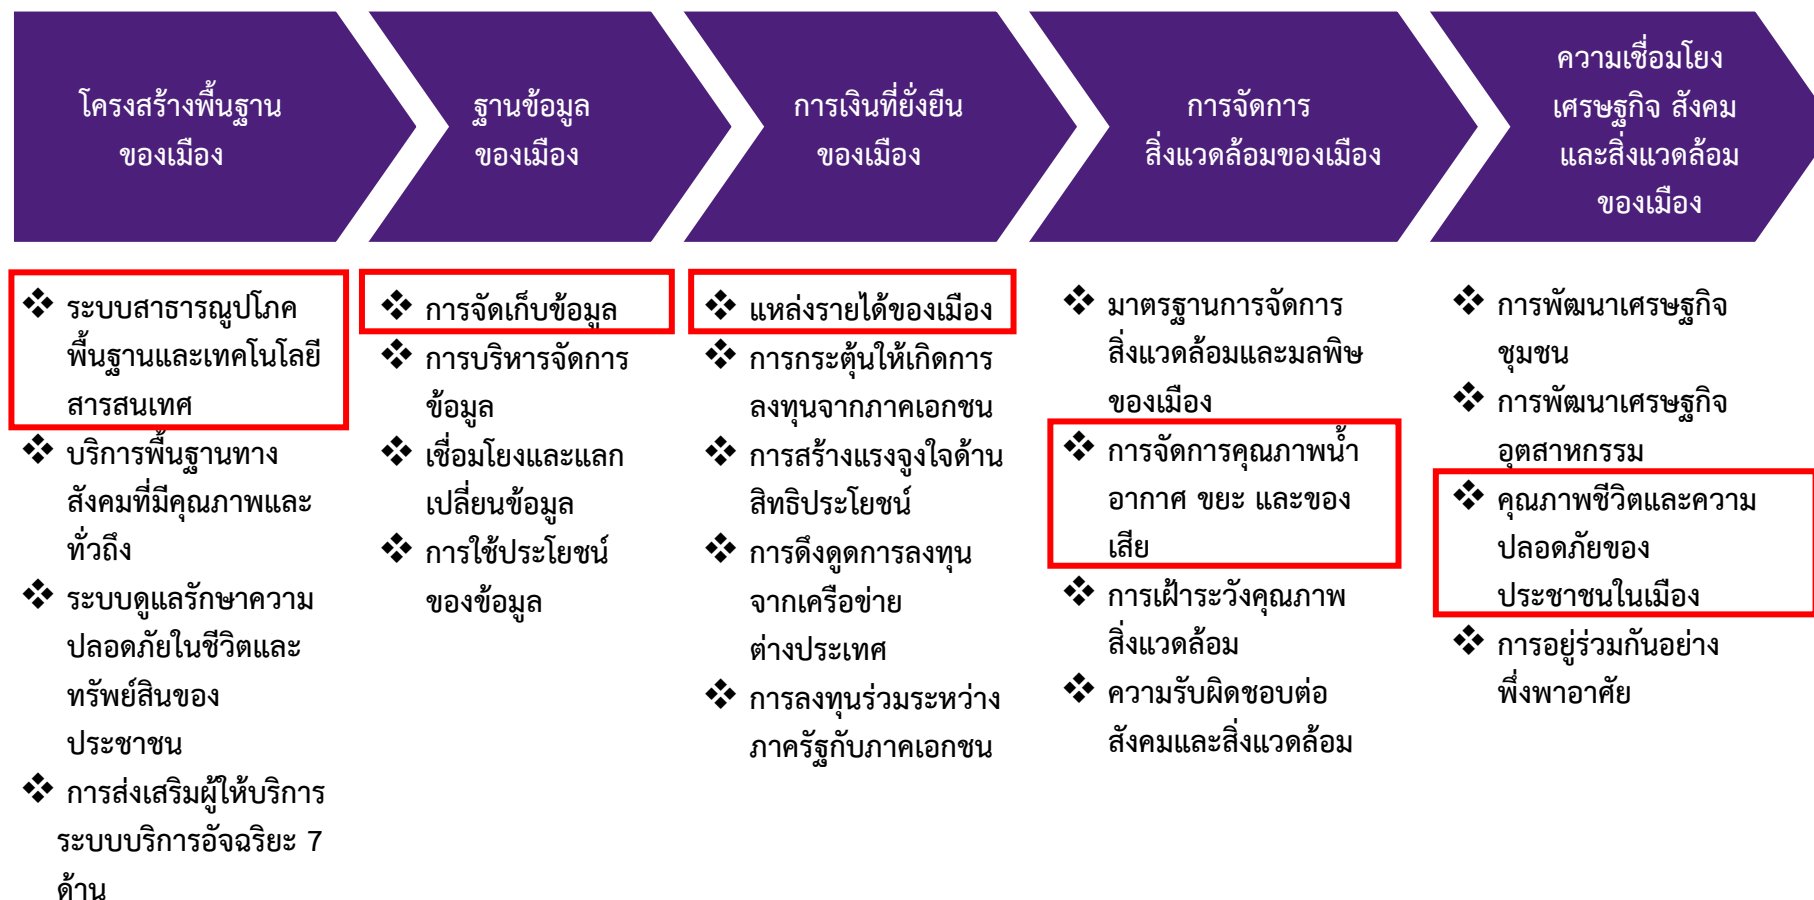 โครงสร้างพื้นฐาน
ของเมือง
ฐานข้อมูล
ของเมือง
การเงินที่ยั่งยืน
ของเมือง
การจัดการ
สิ่งแวดล้อมของเมือง
ความเชื่อมโยง
เศรษฐกิจ สังคม
และสิ่งแวดล้อม
ของเมือง
❖ ระบบสาธารณูปโภค
พื้นฐานและเทคโนโลยี
สารสนเทศ
❖ บริการพื้นฐานทาง
สังคมที่มีคุณภาพและ
ทั่วถึง
❖ ระบบดูแลรักษาความ
ปลอดภัยในชีวิตและ
ทรัพย์สินของ
ประชาชน
❖ การส่งเสริมผู้ให้บริการ
ระบบบริการอัจฉริยะ 7
ด้าน
❖ การจัดเก็บข้อมูล
❖ การบริหารจัดการ
ข้อมูล
❖ เชื่อมโยงและแลก
เปลี่ยนข้อมูล
❖ การใช้ประโยชน์
ของข้อมูล
❖ แหล่งรายได้ของเมือง
❖ การกระตุ้นให้เกิดการ
ลงทุนจากภาคเอกชน
❖ การสร้างแรงจูงใจด้าน
สิทธิประโยชน์
❖ การดึงดูดการลงทุน
จากเครือข่าย
ต่างประเทศ
❖ การลงทุนร่วมระหว่าง
ภาครัฐกับภาคเอกชน
❖ มาตรฐานการจัดการ
สิ่งแวดล้อมและมลพิษ
ของเมือง
❖ การจัดการคุณภาพน้ำ
อากาศ ขยะ และของ
เสีย
❖ การเฝ้าระวังคุณภาพ
สิ่งแวดล้อม
❖ ความรับผิดชอบต่อ
สังคมและสิ่งแวดล้อม
❖ การพัฒนาเศรษฐกิจ
ชุมชน
❖ การพัฒนาเศรษฐกิจ
อุตสาหกรรม
❖ คุณภาพชีวิตและความ
ปลอดภัยของ
ประชาชนในเมือง
❖ การอยู่ร่วมกันอย่าง
พึ่งพาอาศัย